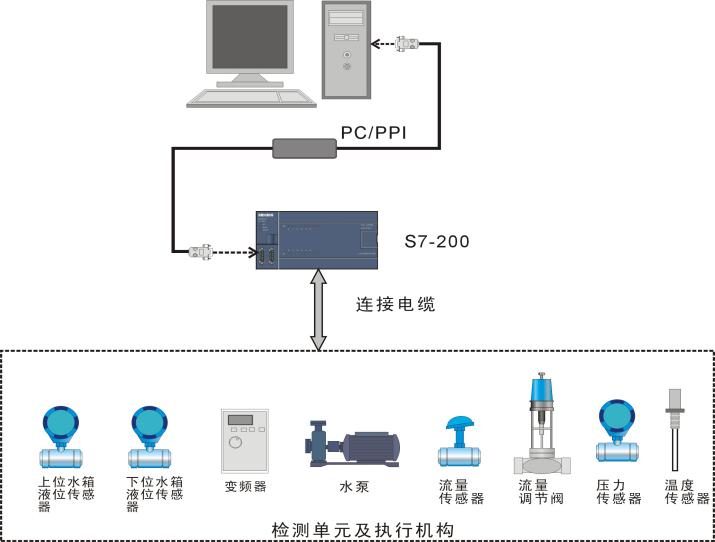 PC/PPI
S7-200
连接电缆
上位水箱
液位传感
器
下位水箱
液位传感
器
变频器
水泵
流量
传感器
流量
调节阀
压力
传感器
温度
传感器
检测单元及执行机构